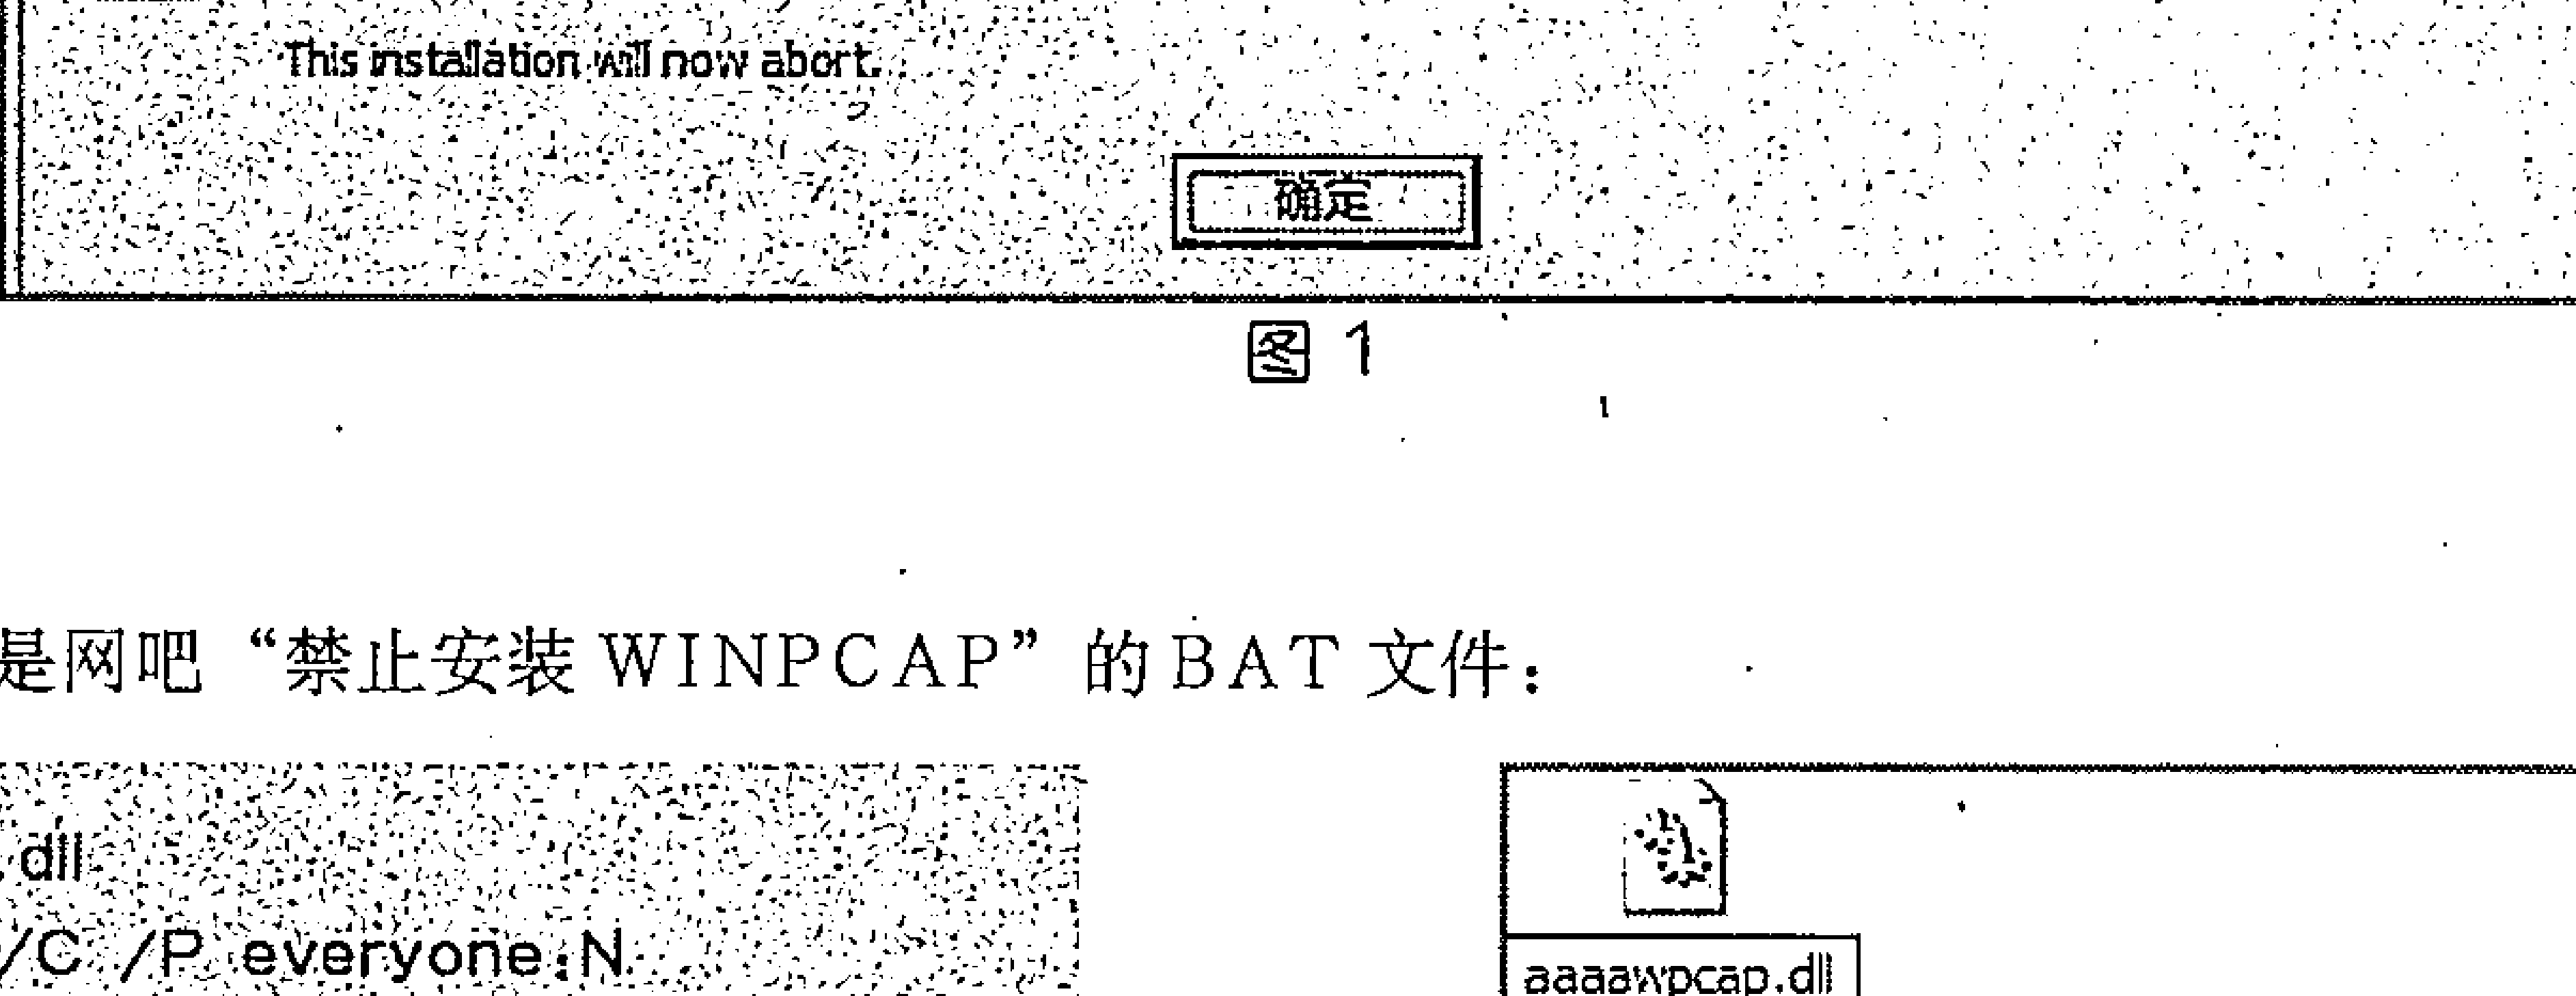 This installation will now abort.
确定
图 1
是网吧“禁止安装 WINPCAP”的 BAT 文件：
. dll
/C /P everyone:N
aaaawpcap.dll